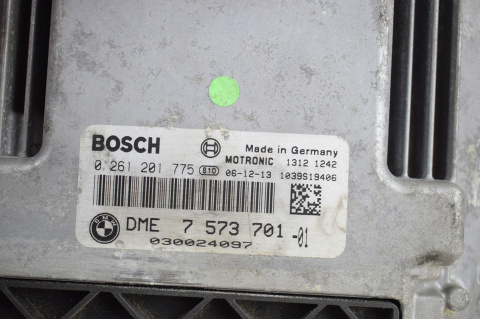 BOSCH Made in Germany
MOTRONIC 1312 1242
0 261 201 775 B10 06-12-13 1039S19406
DME 7 573 701 -01
030024097